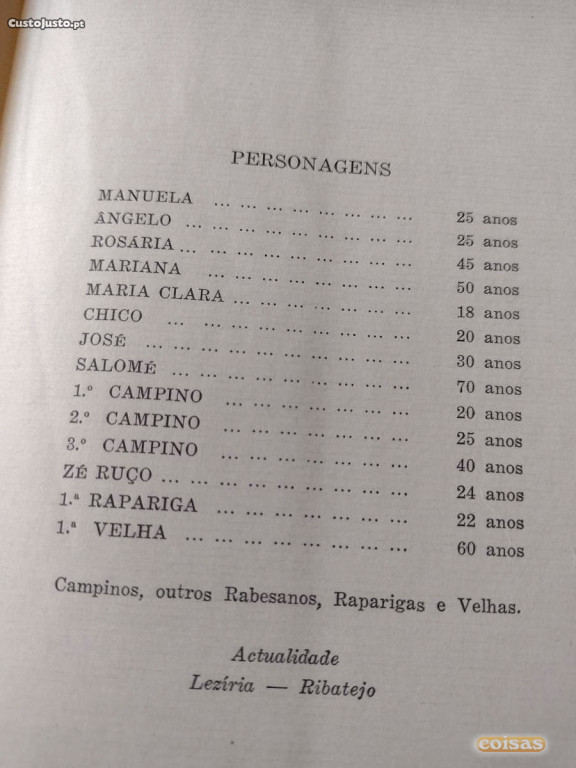 CustoJusto.pt
PERSONAGENS
MANUELA ... ... ... ... ... ... ... ... 25 anos
ÂNGELO ... ... ... ... ... ... ... ... ... 25 anos
ROSÁRIA ... ... ... ... ... ... ... ... ... 45 anos
MARIANA ... ... ... ... ... ... ... ... 50 anos
MARIA CLARA ... ... ... ... ... ... ... 18 anos
CHICO ... ... ... ... ... ... ... ... ... 20 anos
JOSÉ ... ... ... ... ... ... ... ... ... ... 30 anos
SALOMÉ ... ... ... ... ... ... ... ... ... 70 anos
1.º CAMPINO ... ... ... ... ... ... ... 20 anos
2.º CAMPINO ... ... ... ... ... ... ... 25 anos
3.º CAMPINO ... ... ... ... ... ... ... 40 anos
ZÉ RUÇO ... ... ... ... ... ... ... ... ... 24 anos
1.ª RAPARIGA ... ... ... ... ... ... ... 22 anos
1.ª VELHA ... ... ... ... ... ... ... ... 60 anos
Campinos, outros Rabesanos, Raparigas e Velhas.
Actualidade
Lezíria — Ribatejo
coisas